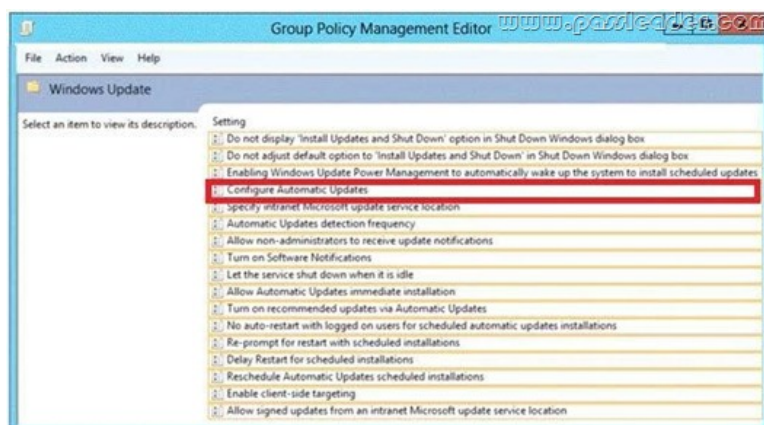 Group Policy Management Editor
www.passleader.com
File Action View Help
Windows Update
Select an item to view its description.
Setting
Do not display 'Install Updates and Shut Down' option in Shut Down Windows dialog box
Do not adjust default option to 'Install Updates and Shut Down' in Shut Down Windows dialog box
Enabling Windows Update Power Management to automatically wake up the system to install scheduled updates
Configure Automatic Updates
Specify intranet Microsoft update service location
Automatic Updates detection frequency
Allow non-administrators to receive update notifications
Turn on Software Notifications
Let the service shut down when it is idle
Allow Automatic Updates immediate installation
Turn on recommended updates via Automatic Updates
No auto-restart with logged on users for scheduled automatic updates installations
Re-prompt for restart with scheduled installations
Delay Restart for scheduled installations
Reschedule Automatic Updates scheduled installations
Enable client-side targeting
Allow signed updates from an intranet Microsoft update service location